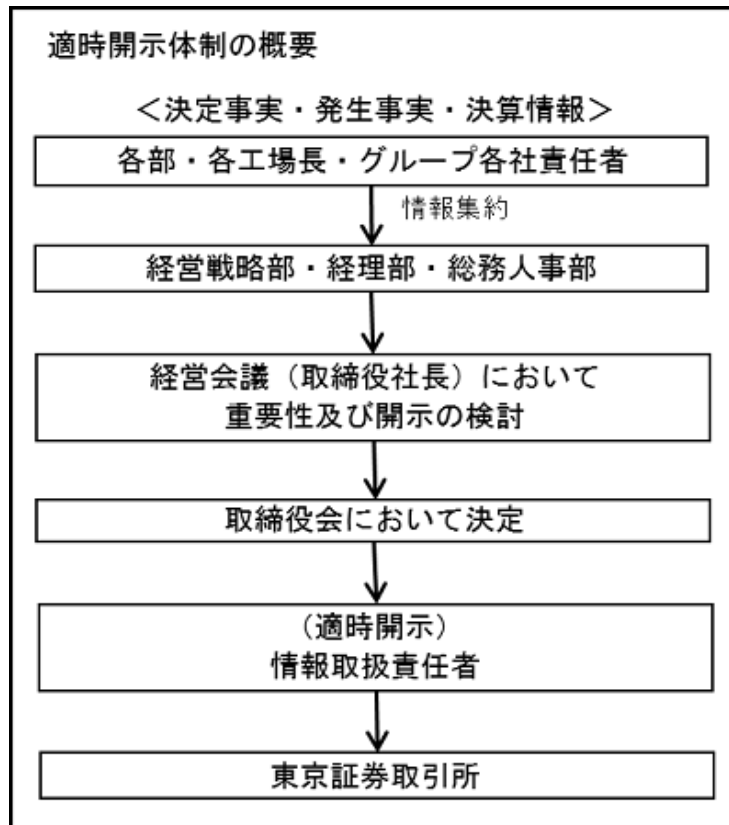 適時開示体制の概要
＜決定事実・発生事実・決算情報＞
各部・各工場長・グループ各社責任者
情報集約
経営戦略部・経理部・総務人事部
経営会議（取締役社長）において
重要性及び開示の検討
取締役会において決定
（適時開示）
情報取扱責任者
東京証券取引所